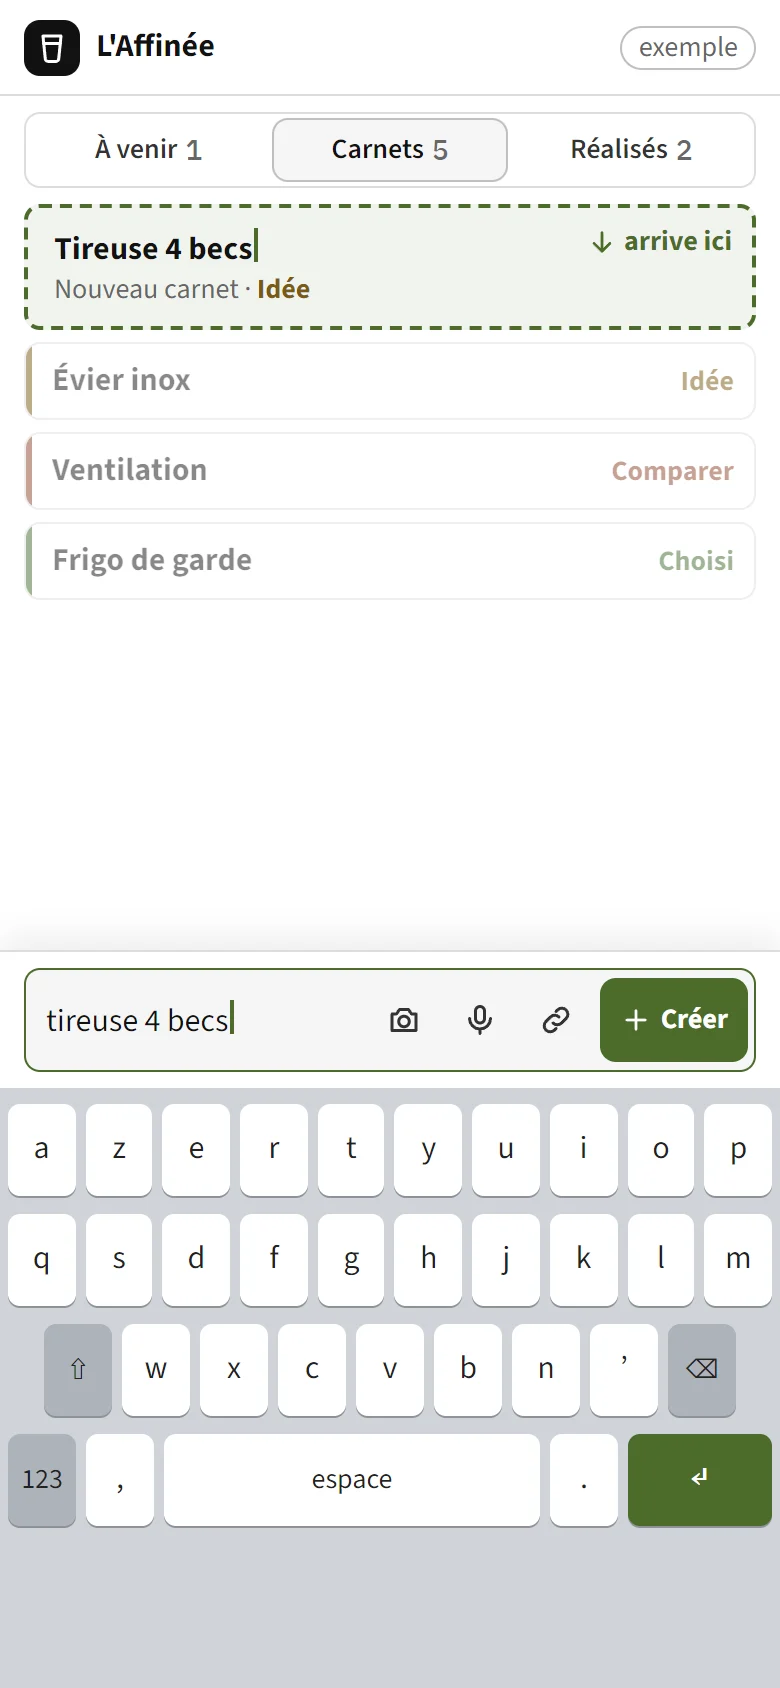 L'Affinée
exemple
À venir 1
Carnets 5
Réalisés 2
Tireuse 4 becs
↓ arrive ici
Nouveau carnet · Idée
Évier inox
Idée
Ventilation
Comparer
Frigo de garde
Choisi
tireuse 4 becs
+ Créer
a z e r t y u i o p
q s d f g h j k l m
⇧ w x c v b n ’ ⌫
123 , espace . ↲